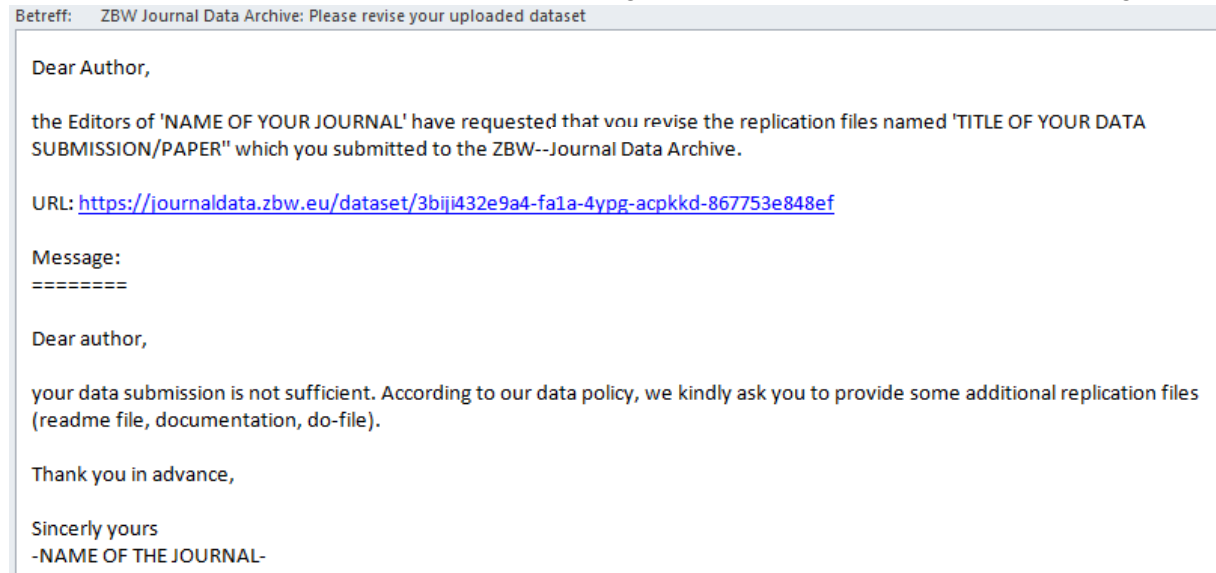 Betreff: ZBW Journal Data Archive: Please revise your uploaded dataset
Dear Author,
the Editors of 'NAME OF YOUR JOURNAL' have requested that you revise the replication files named 'TITLE OF YOUR DATA
SUBMISSION/PAPER" which you submitted to the ZBW--Journal Data Archive.
URL: https://journaldata.zbw.eu/dataset/3biji432e9a4-fa1a-4ypg-acpkkd-867753e848ef
Message:
========
Dear author,
your data submission is not sufficient. According to our data policy, we kindly ask you to provide some additional replication files
(readme file, documentation, do-file).
Thank you in advance,
Sincerly yours
-NAME OF THE JOURNAL-